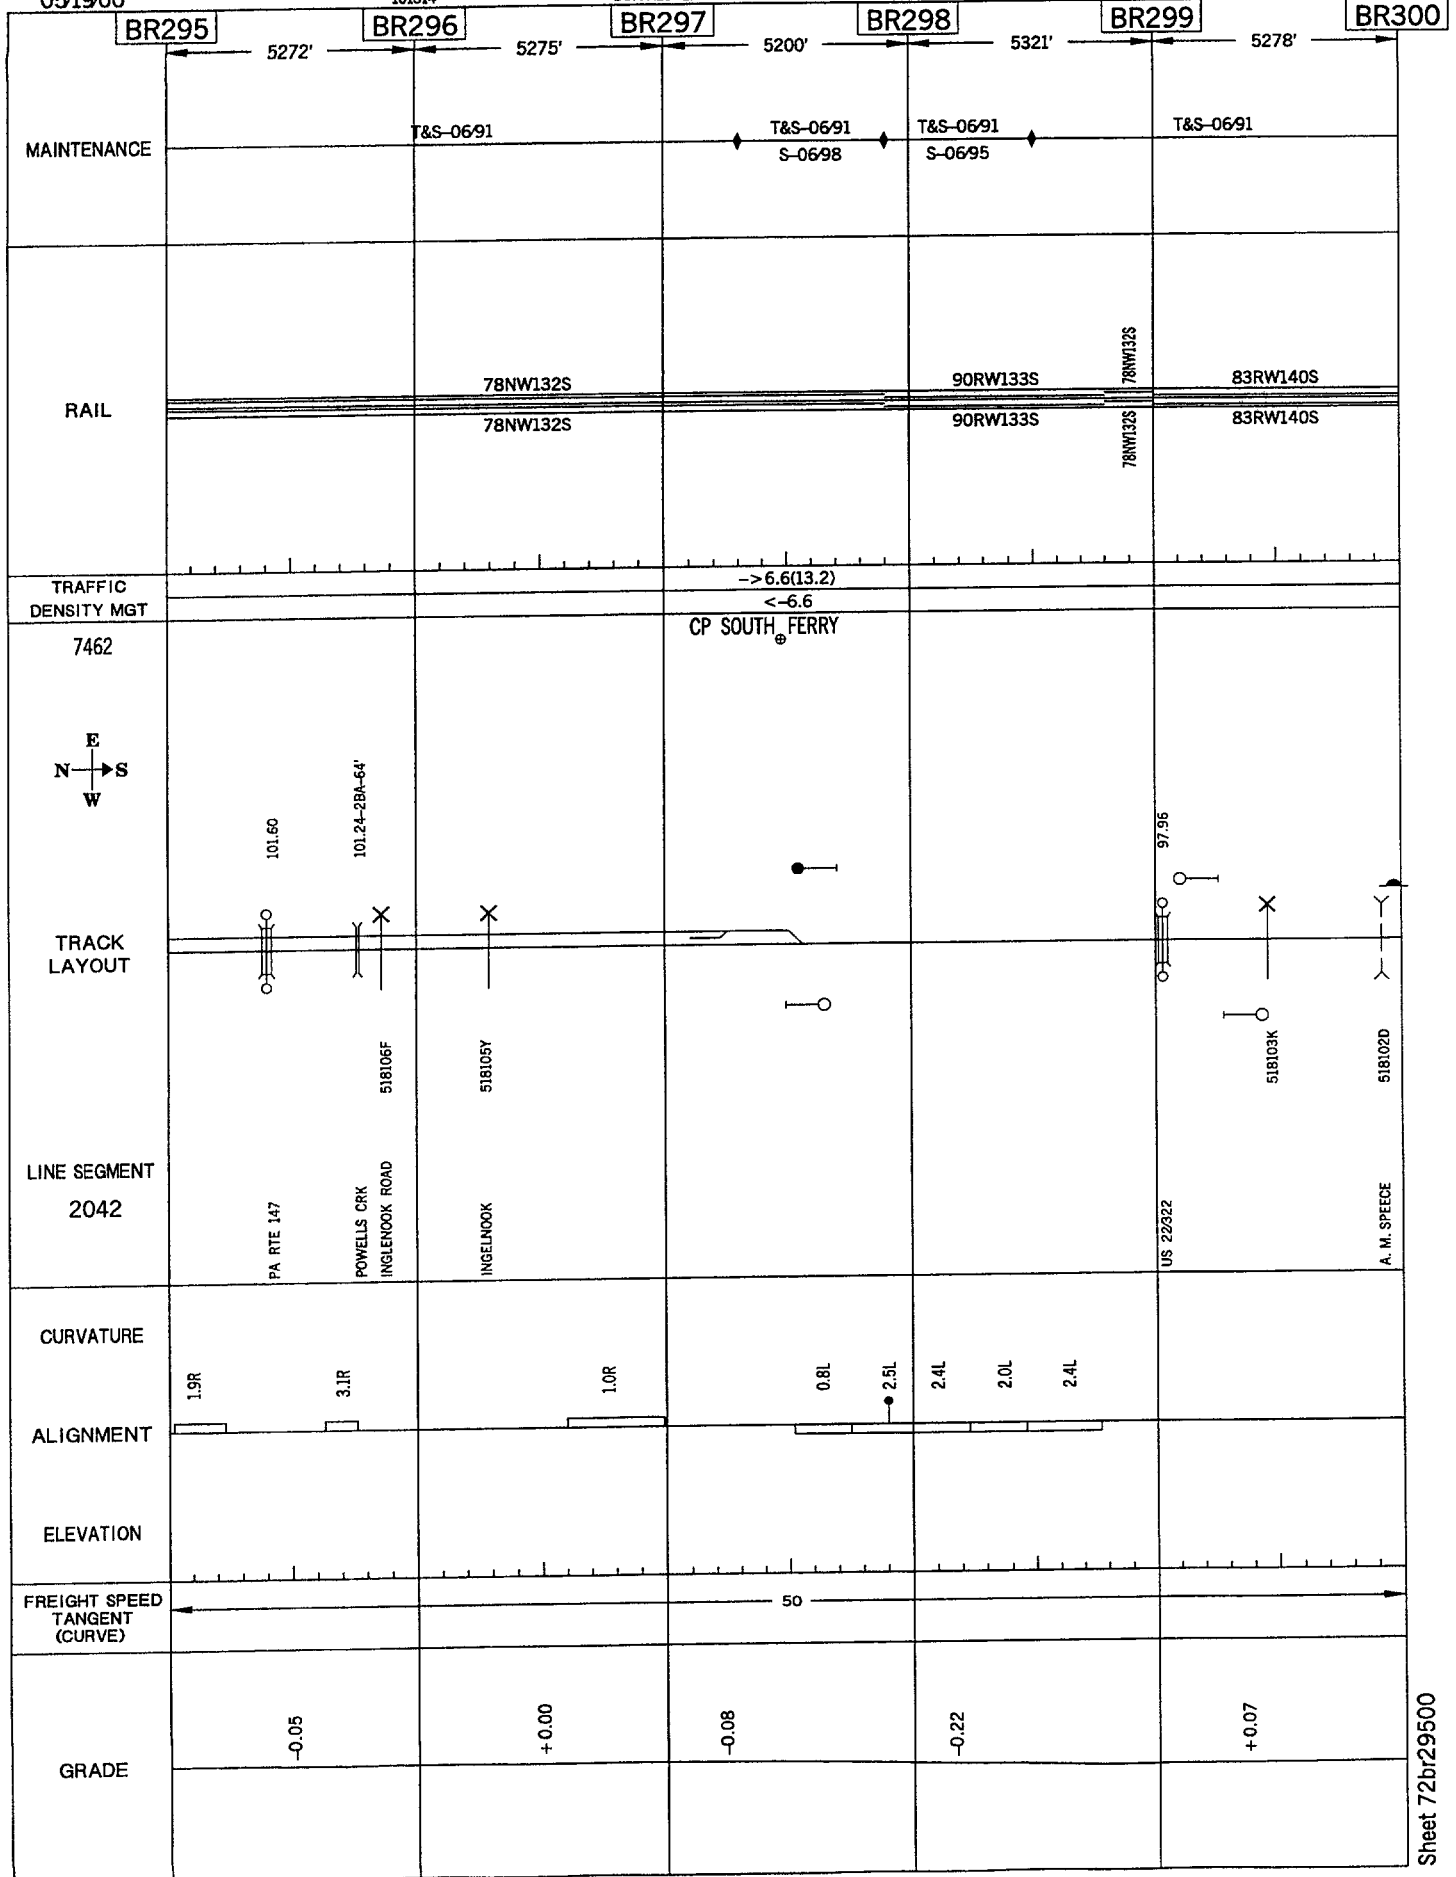 BR295 BR296 BR297 BR298 BR299 BR300
5272' 5275' 5200' 5321' 5278'
MAINTENANCE
T&S-06/91 T&S-06/91 T&S-06/91 T&S-06/91
S-06/98 S-06/95
RAIL
78NW132S 90RW133S 78NW132S 83RW140S
78NW132S 90RW133S 78NW132S 83RW140S
TRAFFIC
DENSITY MGT
->6.6(13.2)
<-6.6
7462
CP SOUTH FERRY
E
N S
W
101.60
101.24-2BA-64'
97.96
TRACK
LAYOUT
518106F
518105Y
518103K
518102D
LINE SEGMENT
2042
PA RTE 147
POWELLS CRK
INGLENOOK ROAD
INGELNOOK
US 22/322
A. M. SPEECE
CURVATURE
1.9R 3.1R 1.0R 0.8L 2.5L 2.4L 2.0L 2.4L
ALIGNMENT
ELEVATION
FREIGHT SPEED
TANGENT
(CURVE)
50
GRADE
-0.05 +0.00 -0.08 -0.22 +0.07
Sheet 72br29500